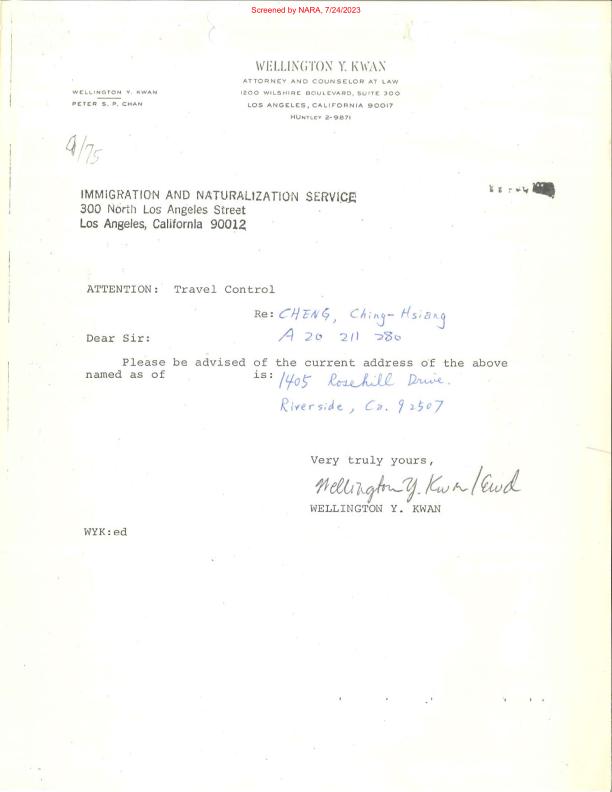 Screened by NARA, 7/24/2023
WELLINGTON Y. KWAN
ATTORNEY AND COUNSELOR AT LAW
1200 WILSHIRE BOULEVARD, SUITE 300
LOS ANGELES, CALIFORNIA 90017
HUNTLEY 2-9871
WELLINGTON Y. KWAN
PETER S. P. CHAN
9/75
IMMIGRATION AND NATURALIZATION SERVICE
300 North Los Angeles Street
Los Angeles, California 90012
ATTENTION: Travel Control
Re: CHENG, Ching-Hsiang
Dear Sir: A 20 211 280
Please be advised of the current address of the above
named as of is: 1405 Rosehill Drive.
Riverside, Ca. 92507
Very truly yours,
Wellington Y. Kwan/
WELLINGTON Y. KWAN
WYK:ed